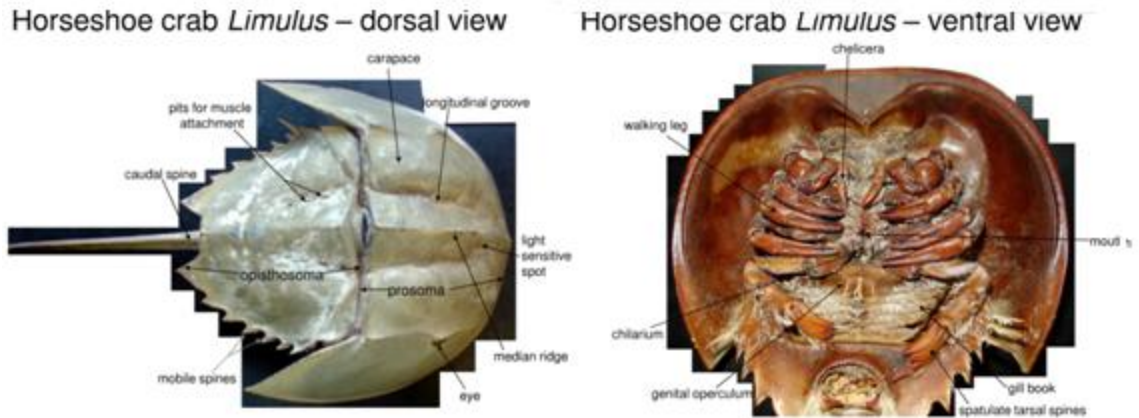 Horseshoe crab Limulus – dorsal view
carapace
pits for muscle
attachment
longitudinal groove
caudal spine
light
sensitive
spot
opisthosoma
prosoma
median ridge
mobile spines
eye
Horseshoe crab Limulus – ventral view
chelicera
walking leg
chilarium
genital operculum
gill book
spatulate tarsal spines